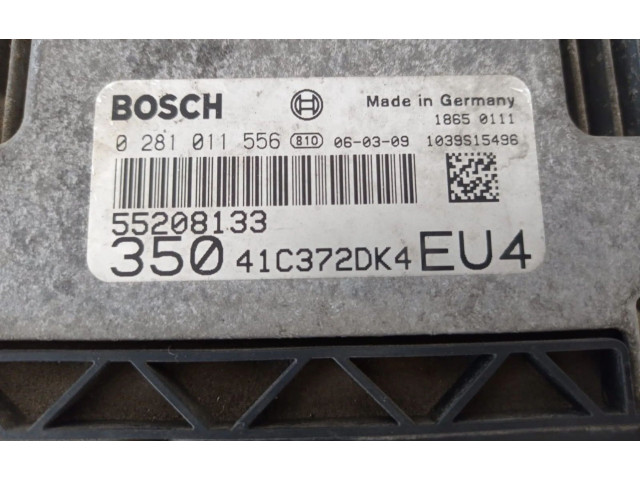 BOSCH Made in Germany
1865 0111
0 281 011 556 810 06-03-09 1039S15496
55208133
350 41C372DK4 EU4